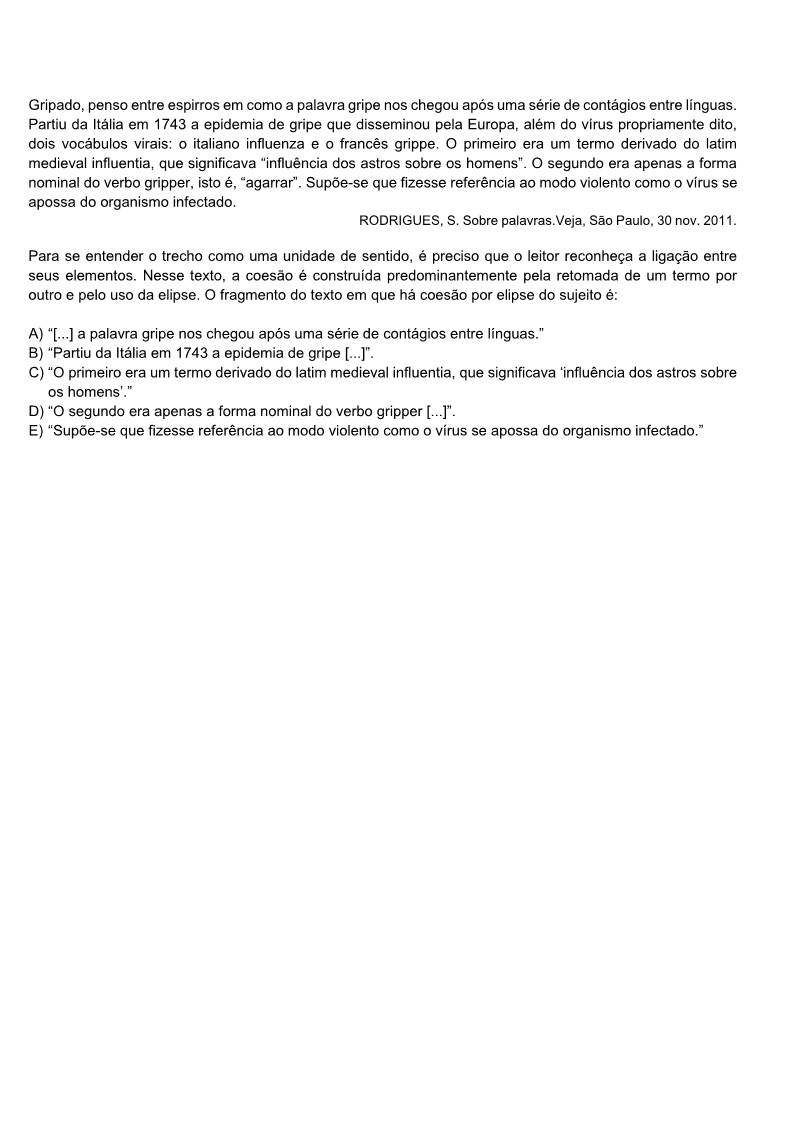 Gripado, penso entre espirros em como a palavra gripe nos chegou após uma série de contágios entre línguas.
Partiu da Itália em 1743 a epidemia de gripe que disseminou pela Europa, além do vírus propriamente dito,
dois vocábulos virais: o italiano influenza e o francês grippe. O primeiro era um termo derivado do latim
medieval influentia, que significava “influência dos astros sobre os homens”. O segundo era apenas a forma
nominal do verbo gripper, isto é, “agarrar”. Supõe-se que fizesse referência ao modo violento como o vírus se
apossa do organismo infectado.
RODRIGUES, S. Sobre palavras.Veja, São Paulo, 30 nov. 2011.
Para se entender o trecho como uma unidade de sentido, é preciso que o leitor reconheça a ligação entre
seus elementos. Nesse texto, a coesão é construída predominantemente pela retomada de um termo por
outro e pelo uso da elipse. O fragmento do texto em que há coesão por elipse do sujeito é:
A) “[...] a palavra gripe nos chegou após uma série de contágios entre línguas.”
B) “Partiu da Itália em 1743 a epidemia de gripe [...]”.
C) “O primeiro era um termo derivado do latim medieval influentia, que significava ‘influência dos astros sobre
os homens’.”
D) “O segundo era apenas a forma nominal do verbo gripper [...]”.
E) “Supõe-se que fizesse referência ao modo violento como o vírus se apossa do organismo infectado.”